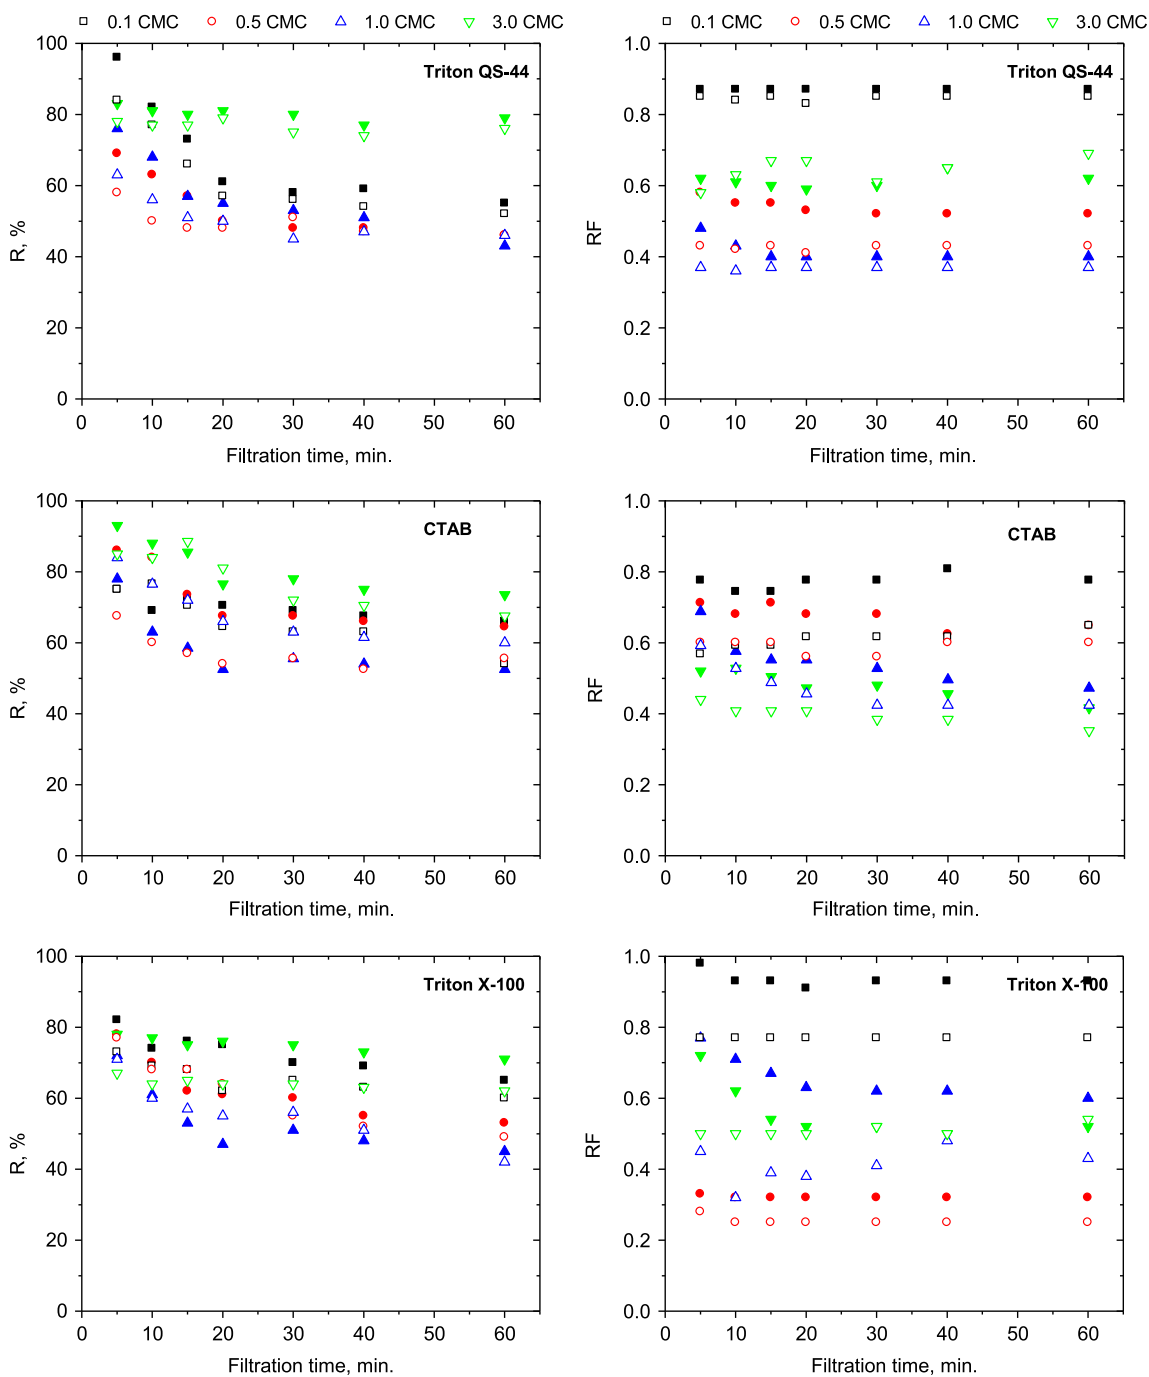 0.1 CMC 0.5 CMC 1.0 CMC 3.0 CMC
100
80
60
40
20
0
R, %
Triton QS-44
0 10 20 30 40 50 60
Filtration time, min.
0.1 CMC 0.5 CMC 1.0 CMC 3.0 CMC
1.0
0.8
0.6
0.4
0.2
0.0
RF
Triton QS-44
0 10 20 30 40 50 60
Filtration time, min.
100
80
60
40
20
0
R, %
CTAB
0 10 20 30 40 50 60
Filtration time, min.
1.0
0.8
0.6
0.4
0.2
0.0
RF
CTAB
0 10 20 30 40 50 60
Filtration time, min.
100
80
60
40
20
0
R, %
Triton X-100
0 10 20 30 40 50 60
Filtration time, min.
1.0
0.8
0.6
0.4
0.2
0.0
RF
Triton X-100
0 10 20 30 40 50 60
Filtration time, min.